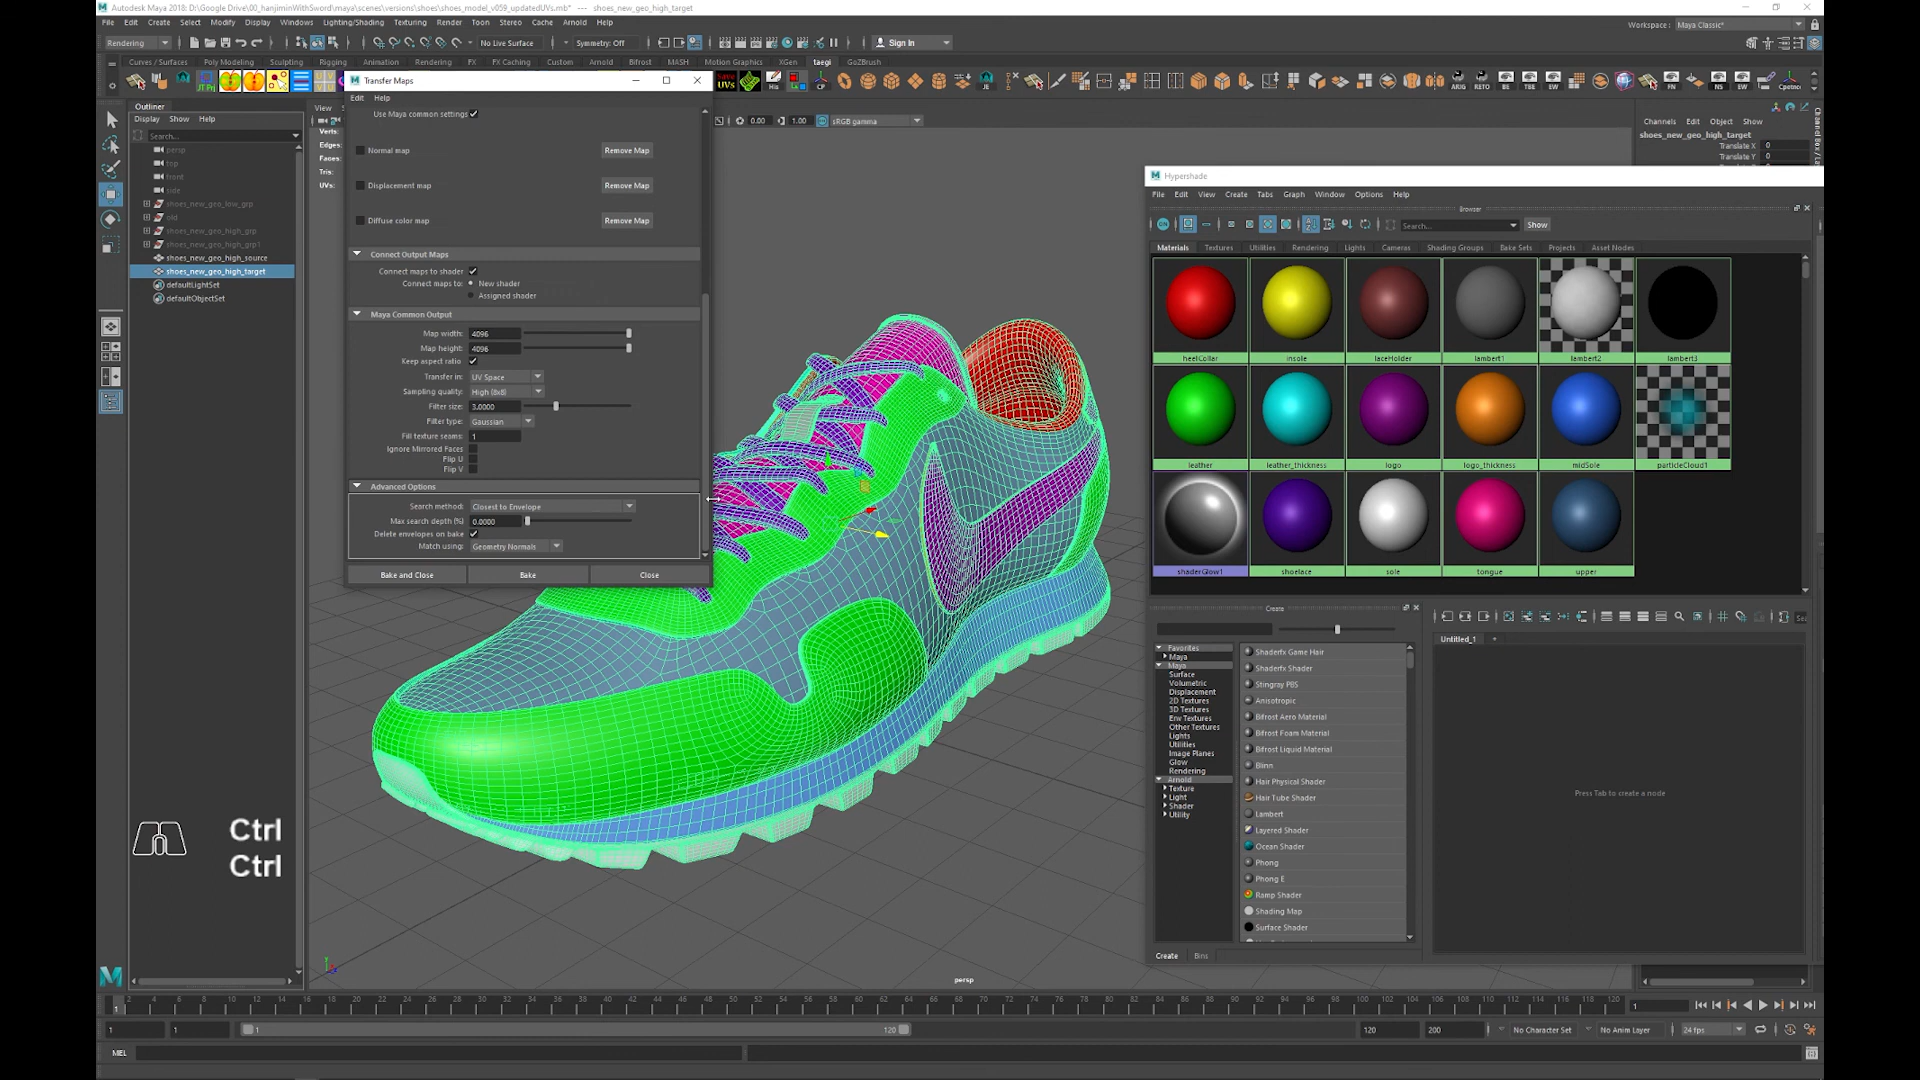 Autodesk Maya 2018: D:\Google Drive\00_hanjiminWithSword\maya\scenes\versions\shoes\shoes_model_v059_updatedUVs.mb* --- shoes_new_geo_high_target
File Edit Create Select Modify Display Windows Lighting/Shading Texturing Render Toon Stereo Cache Arnold Help
Workspace : Maya Classic*
Rendering No Live Surface Symmetry: Off Sign In
Curves / Surfaces Poly Modeling Sculpting Rigging Animation Rendering FX FX Caching Custom Arnold Bifrost MASH Motion Graphics XGen taegi GoZBrush
Transfer Maps
Edit Help
Use Maya common settings
Normal map Remove Map
Displacement map Remove Map
Diffuse color map Remove Map
Connect Output Maps
Connect maps to shader
Connect maps to: New shader
Assigned shader
Maya Common Output
Map width: 4096
Map height: 4096
Keep aspect ratio
Transfer in: UV Space
Sampling quality: High (8x8)
Filter size: 3.0000
Filter type: Gaussian
Fill texture seams: 1
Ignore Mirrored Faces
Flip U
Flip V
Advanced Options
Search method: Closest to Envelope
Max search depth (%) 0.0000
Delete envelopes on bake
Match using: Geometry Normals
Bake and Close Bake Close
Outliner
Display Show Help
Search...
persp
top
front
side
shoes_new_geo_low_grp
old
shoes_new_geo_high_grp
shoes_new_geo_high_grp1
shoes_new_geo_high_source
shoes_new_geo_high_target
defaultLightSet
defaultObjectSet
View
Verts:
Edges:
Faces:
Tris:
UVs:
0.00 1.00 sRGB gamma
Channels Edit Object Show
shoes_new_geo_high_target
Translate X 0
Translate Y 0
Hypershade
File Edit View Create Tabs Graph Window Options Help
Browser
Search... Show
Materials Textures Utilities Rendering Lights Cameras Shading Groups Bake Sets Projects Asset Nodes
heelCollar insole laceHolder lambert1 lambert2 lambert3
leather leather_thickness logo logo_thickness midSole particleCloud1
shaderGlow1 shoelace sole tongue upper
Create
Favorites
Maya
Maya
Surface
Volumetric
Displacement
2D Textures
3D Textures
Env Textures
Other Textures
Lights
Utilities
Image Planes
Glow
Rendering
Arnold
Texture
Light
Shader
Utility
Shaderfx Game Hair
Shaderfx Shader
Stingray PBS
Anisotropic
Bifrost Aero Material
Bifrost Foam Material
Bifrost Liquid Material
Blinn
Hair Physical Shader
Hair Tube Shader
Lambert
Layered Shader
Ocean Shader
Phong
Phong E
Ramp Shader
Shading Map
Surface Shader
Create Bins
Untitled_1
Press Tab to create a node
Ctrl
Ctrl
persp
1 1 1 120 120 200 No Character Set No Anim Layer 24 fps
MEL